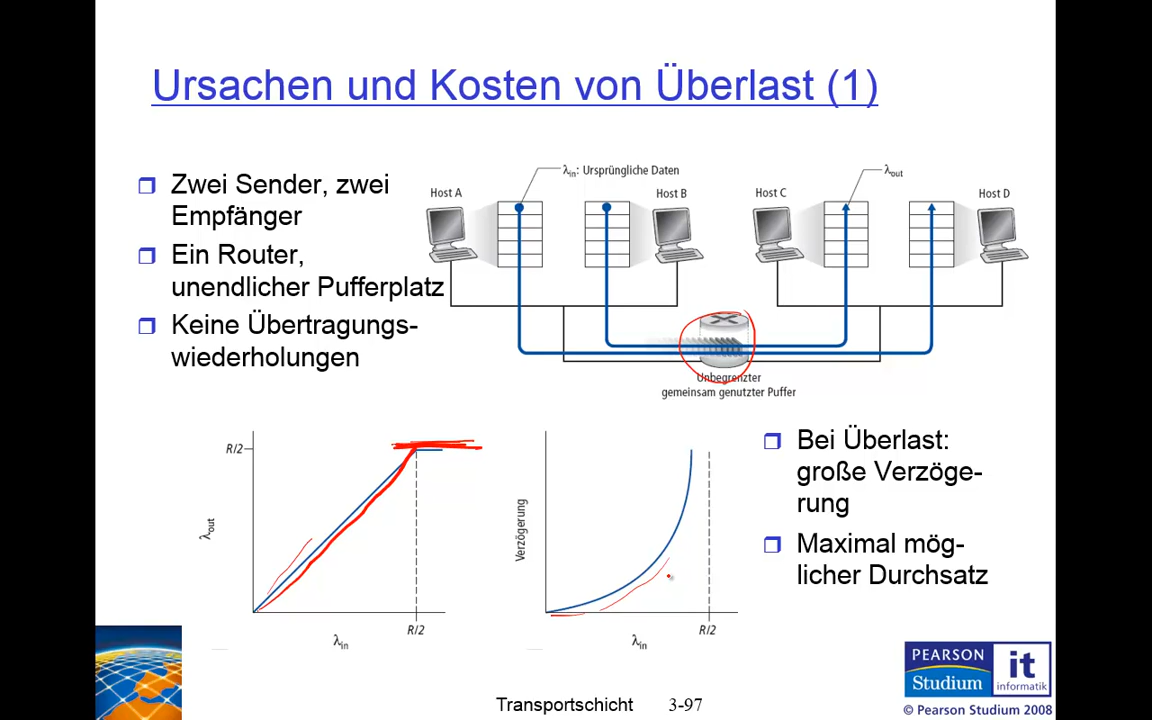 Ursachen und Kosten von Überlast (1)
Zwei Sender, zwei
Empfänger
Ein Router,
unendlicher Pufferplatz
Keine Übertragungs-
wiederholungen
λin: Ursprüngliche Daten
λout
Host A
Host B
Host C
Host D
Unbegrenzter
gemeinsam genutzter Puffer
R/2
λout
R/2
λin
Verzögerung
R/2
λin
Bei Überlast:
große Verzöge-
rung
Maximal mög-
licher Durchsatz
Transportschicht 3-97
PEARSON
Studium
it
informatik
© Pearson Studium 2008